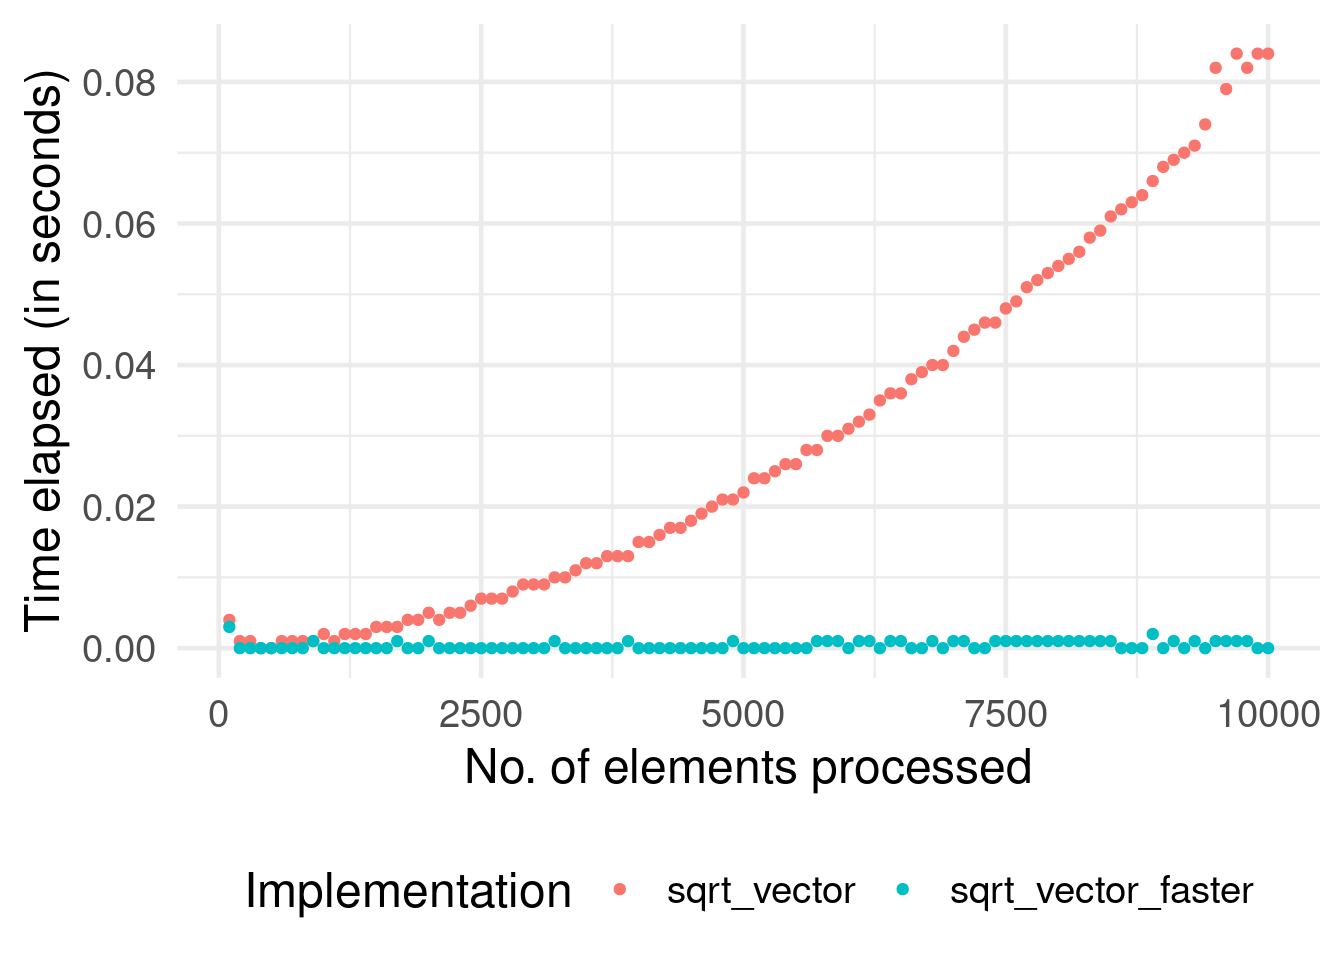 Time elapsed (in seconds)
0.08
0.06
0.04
0.02
0.00
0 2500 5000 7500 10000
No. of elements processed
Implementation sqrt_vector sqrt_vector_faster